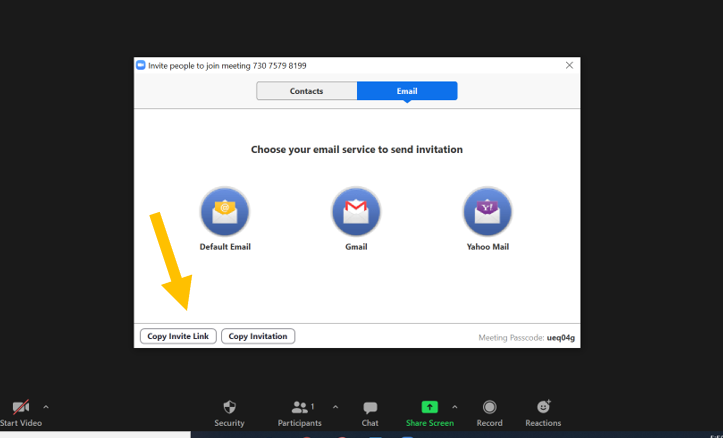 Invite people to join meeting 730 7579 8199
Contacts
Email
Choose your email service to send invitation
Default Email
Gmail
Yahoo Mail
Copy Invite Link
Copy Invitation
Meeting Passcode: ueq04g
1
Start Video
Security
Participants
Chat
Share Screen
Record
Reactions